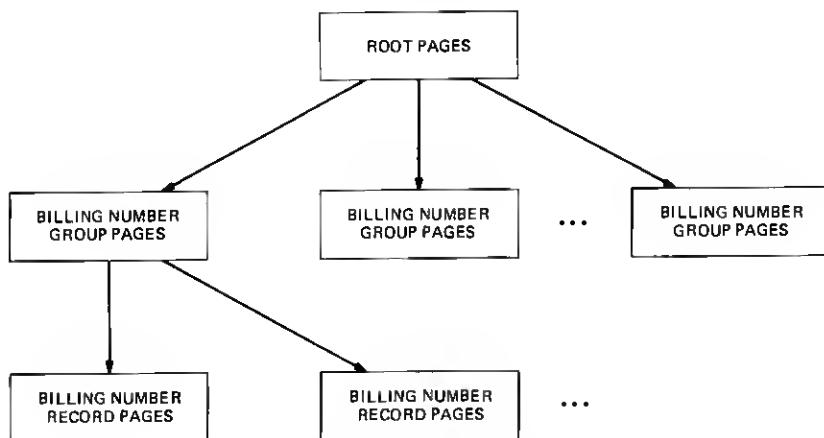 ROOT PAGES
BILLING NUMBER
GROUP PAGES
BILLING NUMBER
GROUP PAGES
...
BILLING NUMBER
GROUP PAGES
BILLING NUMBER
RECORD PAGES
BILLING NUMBER
RECORD PAGES
...